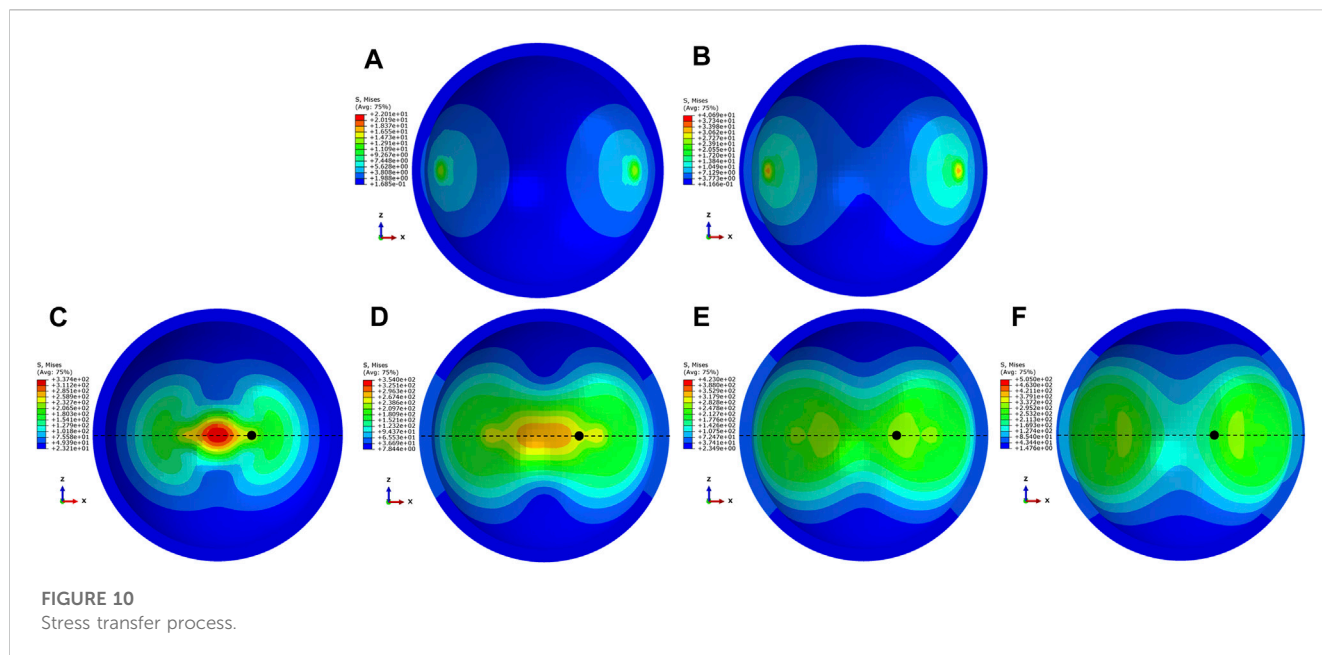 A
S, Mises
(Avg: 75%)
+2.201e+01
+2.019e+01
+1.837e+01
+1.655e+01
+1.473e+01
+1.291e+01
+1.109e+01
+9.267e+00
+7.448e+00
+5.628e+00
+3.808e+00
+1.988e+00
+1.685e-01
z
x
B
S, Mises
(Avg: 75%)
+4.069e+01
+3.734e+01
+3.398e+01
+3.062e+01
+2.727e+01
+2.391e+01
+2.055e+01
+1.720e+01
+1.384e+01
+1.049e+01
+7.129e+00
+3.773e+00
+4.166e-01
z
x
C
S, Mises
(Avg: 75%)
+3.374e+02
+3.112e+02
+2.851e+02
+2.589e+02
+2.327e+02
+2.065e+02
+1.803e+02
+1.541e+02
+1.279e+02
+1.018e+02
+7.558e+01
+4.939e+01
+2.321e+01
z
x
D
S, Mises
(Avg: 75%)
+3.540e+02
+3.251e+02
+2.963e+02
+2.674e+02
+2.386e+02
+2.097e+02
+1.809e+02
+1.521e+02
+1.232e+02
+9.437e+01
+6.553e+01
+3.669e+01
+7.844e+00
z
x
E
S, Mises
(Avg: 75%)
+4.230e+02
+3.880e+02
+3.529e+02
+3.179e+02
+2.828e+02
+2.478e+02
+2.127e+02
+1.776e+02
+1.426e+02
+1.075e+02
+7.247e+01
+3.741e+01
+2.349e+00
z
x
F
S, Mises
(Avg: 75%)
+5.050e+02
+4.630e+02
+4.211e+02
+3.791e+02
+3.372e+02
+2.952e+02
+2.532e+02
+2.113e+02
+1.693e+02
+1.274e+02
+8.540e+01
+4.344e+01
+1.476e+00
z
x
FIGURE 10
Stress transfer process.